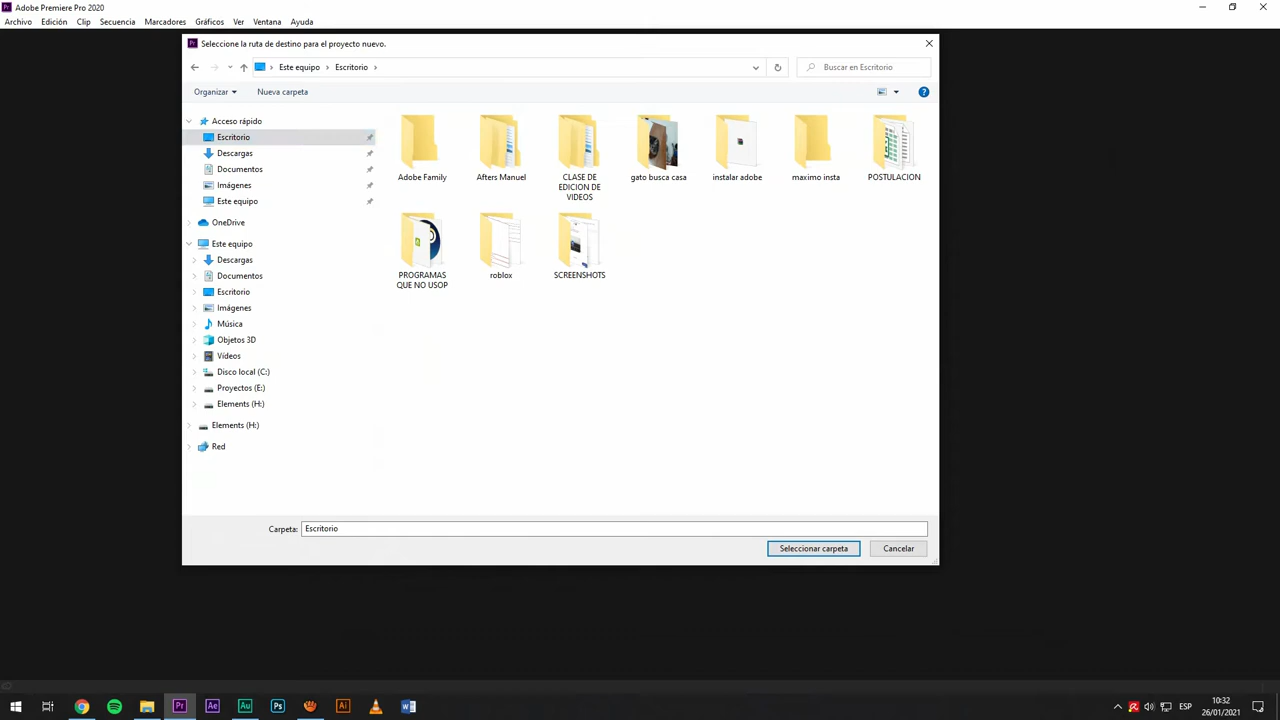 Adobe Premiere Pro 2020
Archivo Edición Clip Secuencia Marcadores Gráficos Ver Ventana Ayuda
Seleccione la ruta de destino para el proyecto nuevo.
Este equipo Escritorio
Buscar en Escritorio
Organizar Nueva carpeta
Acceso rápido
Escritorio
Descargas
Documentos
Imágenes
Este equipo
OneDrive
Este equipo
Descargas
Documentos
Escritorio
Imágenes
Música
Objetos 3D
Vídeos
Disco local (C:)
Proyectos (E:)
Elements (H:)
Elements (H:)
Red
Adobe Family
Afters Manuel
CLASE DE
EDICION DE
VIDEOS
gato busca casa
instalar adobe
maximo insta
POSTULACION
PROGRAMAS
QUE NO USOP
roblox
SCREENSHOTS
Carpeta: Escritorio
Seleccionar carpeta Cancelar
ESP
10:32
26/01/2021